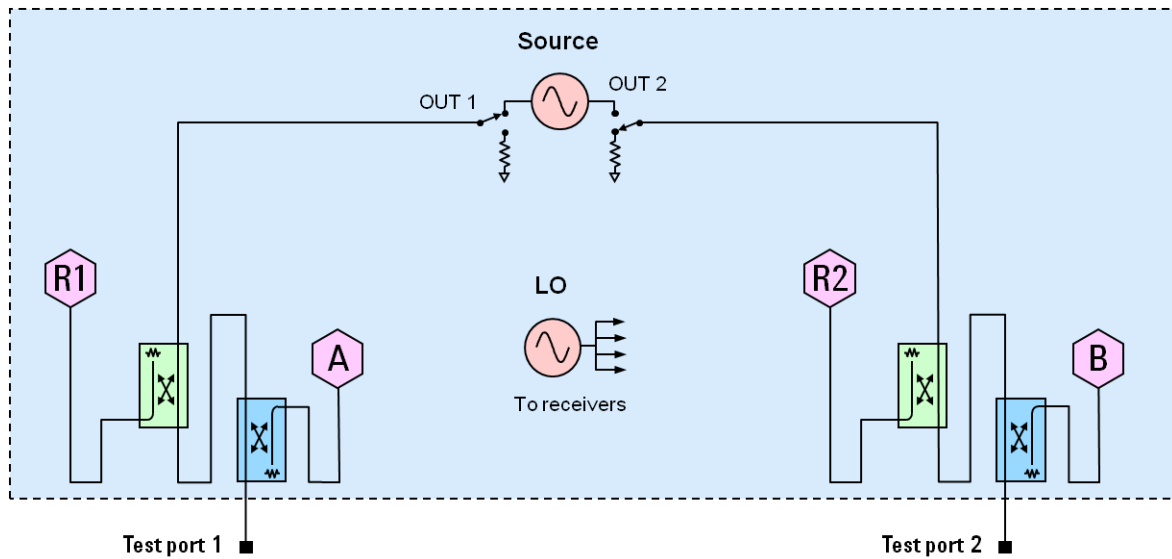 Source
OUT 1
OUT 2
R1
R2
LO
A
B
To receivers
Test port 1
Test port 2